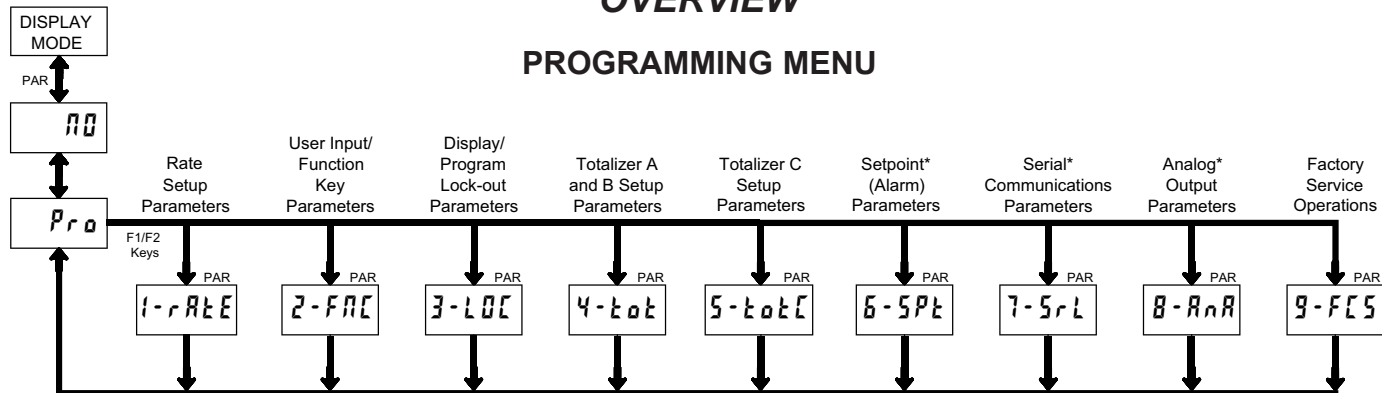 OVERVIEW
PROGRAMMING MENU
DISPLAY
MODE
PAR
NO
Pro
F1/F2
Keys
Rate
Setup
Parameters
User Input/
Function
Key
Parameters
Display/
Program
Lock-out
Parameters
Totalizer A
and B Setup
Parameters
Totalizer C
Setup
Parameters
Setpoint*
(Alarm)
Parameters
Serial*
Communications
Parameters
Analog*
Output
Parameters
Factory
Service
Operations
PAR
PAR
PAR
PAR
PAR
PAR
PAR
PAR
PAR
1-rAtE
2-FNC
3-LOC
4-tot
5-totC
6-SPt
7-SrL
8-AnA
9-FCS